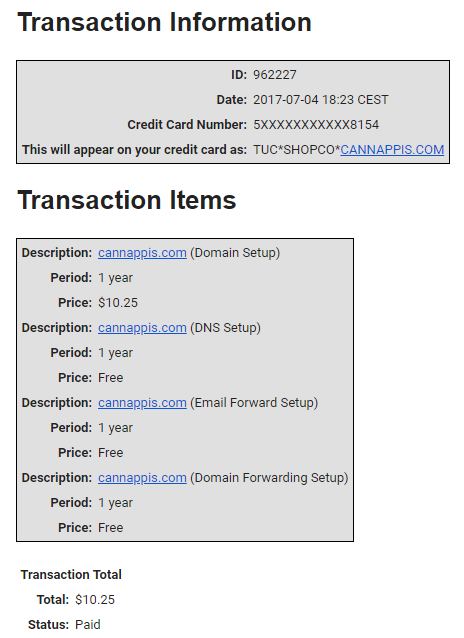 Transaction Information
ID: 962227
Date: 2017-07-04 18:23 CEST
Credit Card Number: 5XXXXXXXXXXX8154
This will appear on your credit card as: TUC*SHOPCO*CANNAPPIS.COM
Transaction Items
Description: cannappis.com (Domain Setup)
Period: 1 year
Price: $10.25
Description: cannappis.com (DNS Setup)
Period: 1 year
Price: Free
Description: cannappis.com (Email Forward Setup)
Period: 1 year
Price: Free
Description: cannappis.com (Domain Forwarding Setup)
Period: 1 year
Price: Free
Transaction Total
Total: $10.25
Status: Paid